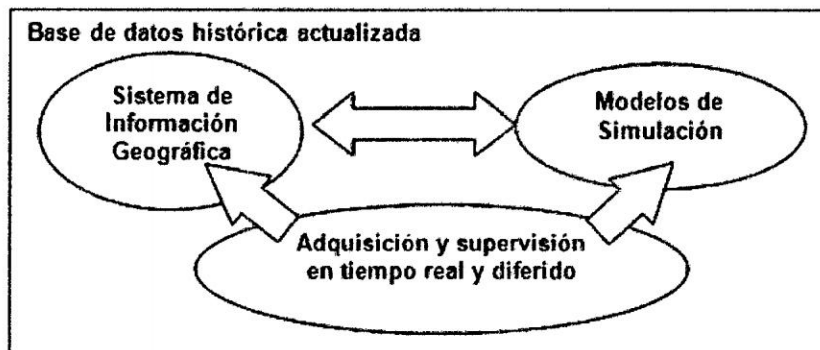 Base de datos histórica actualizada
Sistema de
Información
Geográfica
Modelos de
Simulación
Adquisición y supervisión
en tiempo real y diferido